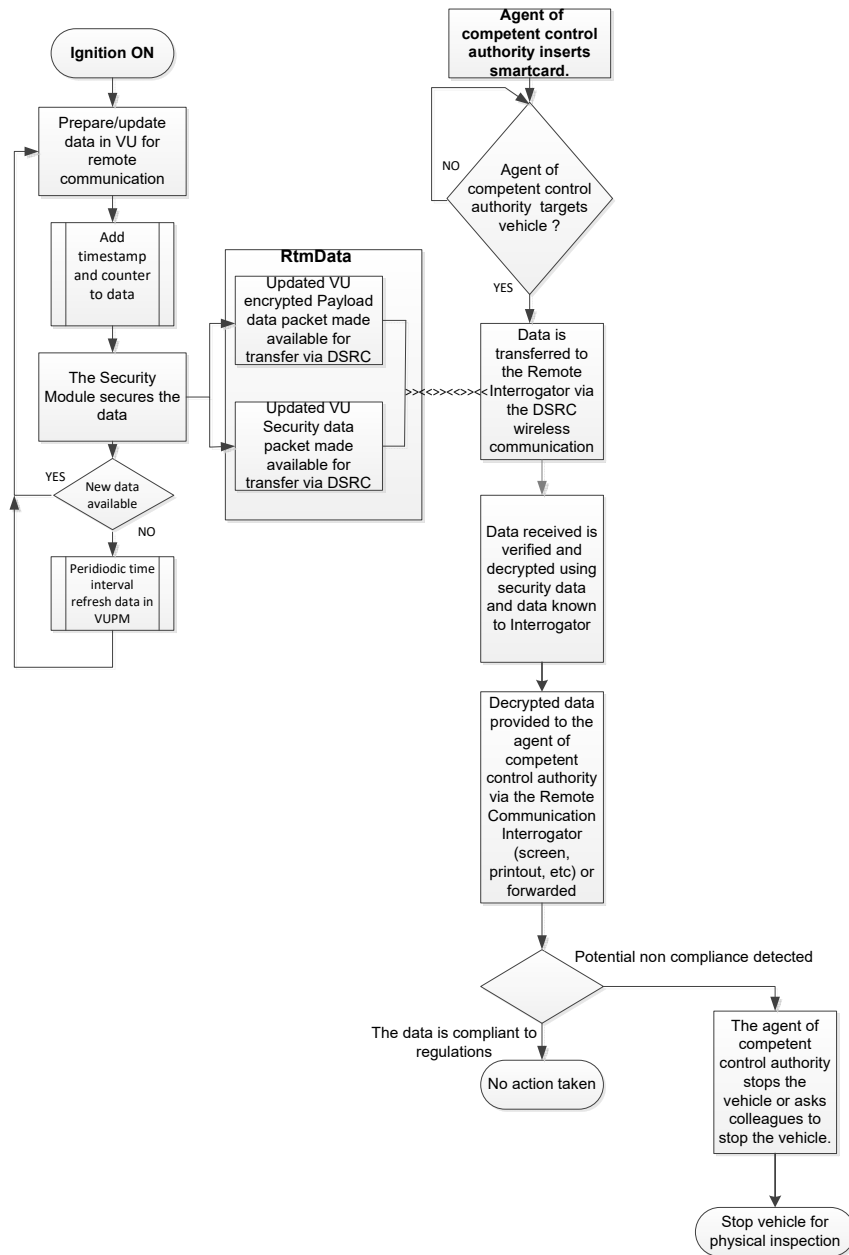 Ignition ON
Prepare/update
data in VU for
remote
communication
Add
timestamp
and counter
to data
The Security
Module secures the
data
YES
New data
available
NO
Peridiodic time
interval
refresh data in
VUPM
RtmData
Updated VU
encrypted Payload
data packet made
available for
transfer via DSRC
Updated VU
Security data
packet made
available for
transfer via DSRC
>><<>><<>><<
Agent of
competent control
authority inserts
smartcard.
NO
Agent of
competent control
authority targets
vehicle ?
YES
Data is
transferred to
the Remote
Interrogator via
the DSRC
wireless
communication
Data received is
verified and
decrypted using
security data
and data known
to Interrogator
Decrypted data
provided to the
agent of
competent
control authority
via the Remote
Communication
Interrogator
(screen,
printout, etc) or
forwarded
Potential non compliance detected
The data is compliant to
regulations
No action taken
The agent of
competent
control authority
stops the
vehicle or asks
colleagues to
stop the vehicle.
Stop vehicle for
physical inspection